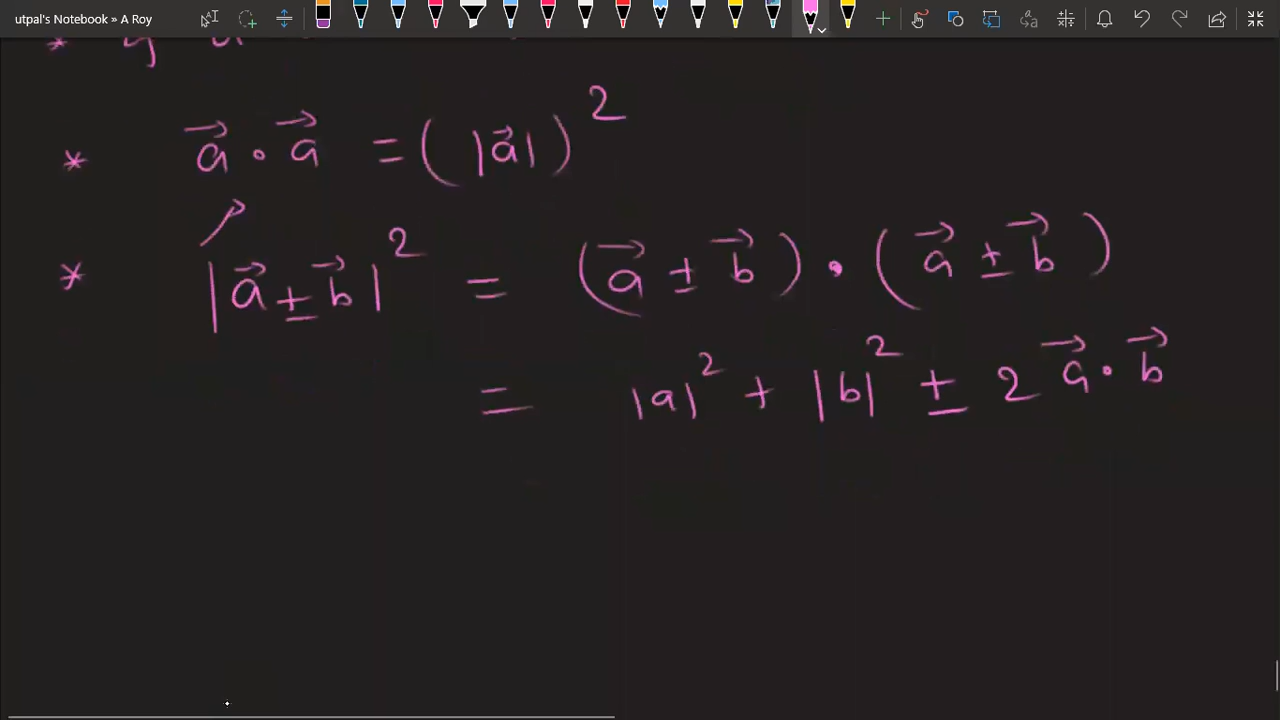 utpal's Notebook » A Roy
* a⃗ · a⃗ = (|a⃗|)²
* |a⃗ ± b⃗|² = (a⃗ ± b⃗) · (a⃗ ± b⃗)
= |a|² + |b|² ± 2 a⃗ · b⃗